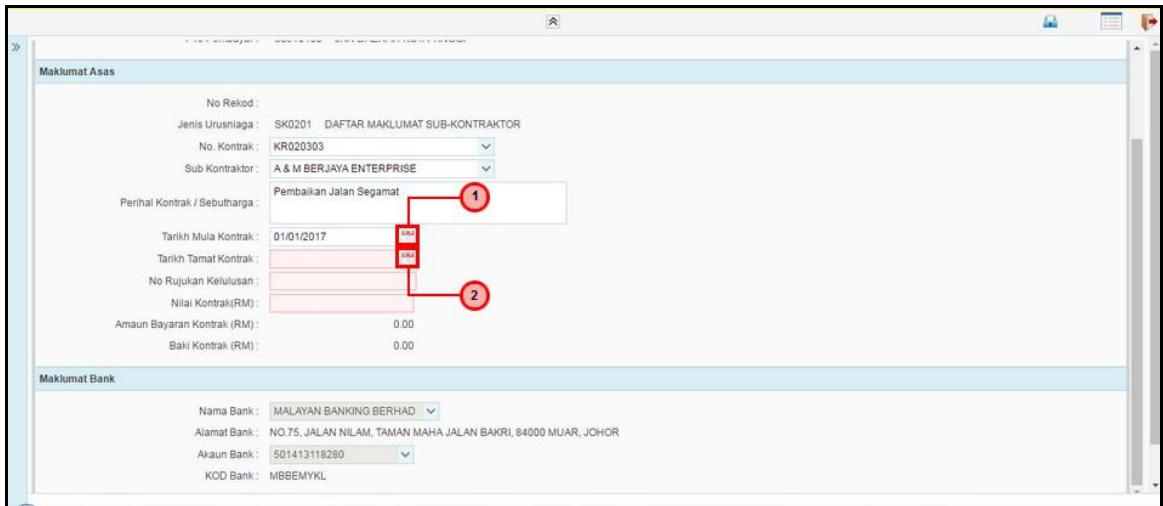 Maklumat Asas
No Rekod :
Jenis Urusniaga : SK0201 DAFTAR MAKLUMAT SUB-KONTRAKTOR
No. Kontrak : KR020303
Sub Kontraktor : A & M BERJAYA ENTERPRISE
Perihal Kontrak / Sebutharga : Pembaikan Jalan Segamat
1
Tarikh Mula Kontrak : 01/01/2017
Tarikh Tamat Kontrak :
No Rujukan Kelulusan :
2
Nilai Kontrak(RM) :
Amaun Bayaran Kontrak (RM) : 0.00
Baki Kontrak (RM) : 0.00
Maklumat Bank
Nama Bank : MALAYAN BANKING BERHAD
Alamat Bank : NO.75, JALAN NILAM, TAMAN MAHA JALAN BAKRI, 84000 MUAR, JOHOR
Akaun Bank : 501413118280
KOD Bank : MBBEMYKL